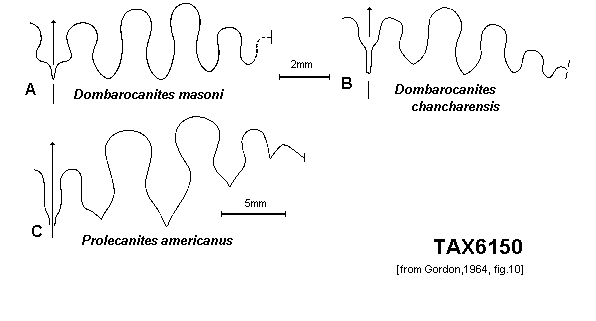 2mm
A
Dombarocanites masoni
B
Dombarocanites
chancharensis
5mm
C
Prolecanites americanus
TAX6150
[from Gordon,1964, fig.10]